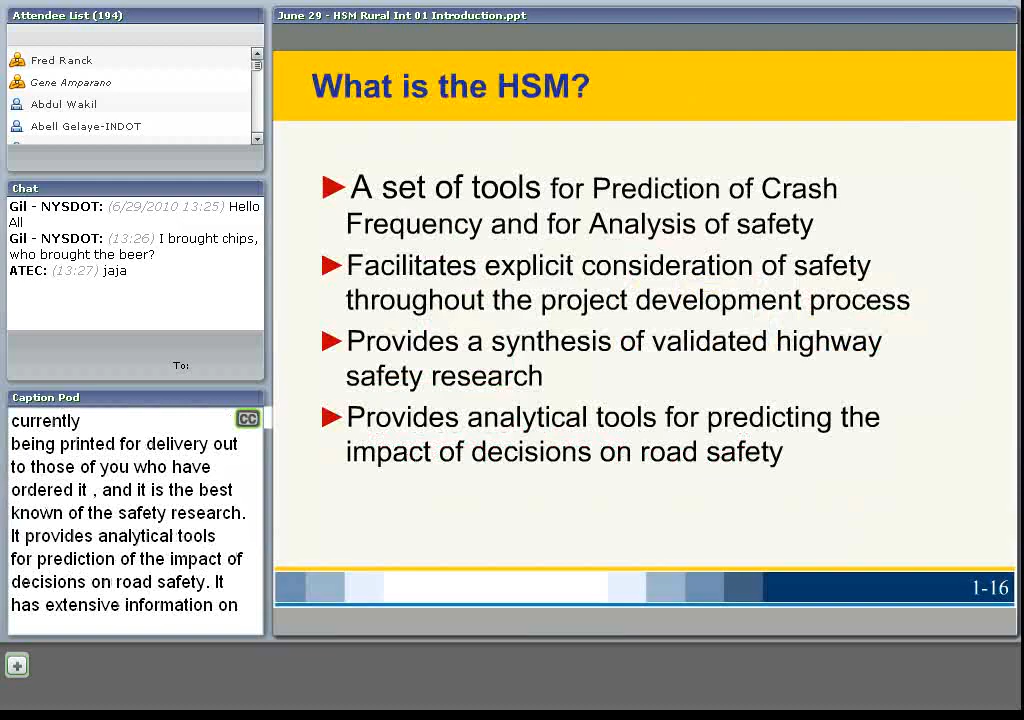 Attendee List (194)
Fred Ranck
Gene Amparano
Abdul Wakil
Abell Gelaye-INDOT
Chat
Gil - NYSDOT: (6/29/2010 13:25) Hello
All
Gil - NYSDOT: (13:26) I brought chips,
who brought the beer?
ATEC: (13:27) jaja
To:
Caption Pod
CC
currently
being printed for delivery out
to those of you who have
ordered it , and it is the best
known of the safety research.
It provides analytical tools
for prediction of the impact of
decisions on road safety. It
has extensive information on
June 29 - HSM Rural Int 01 Introduction.ppt
What is the HSM?
A set of tools for Prediction of Crash
Frequency and for Analysis of safety
Facilitates explicit consideration of safety
throughout the project development process
Provides a synthesis of validated highway
safety research
Provides analytical tools for predicting the
impact of decisions on road safety
1-16